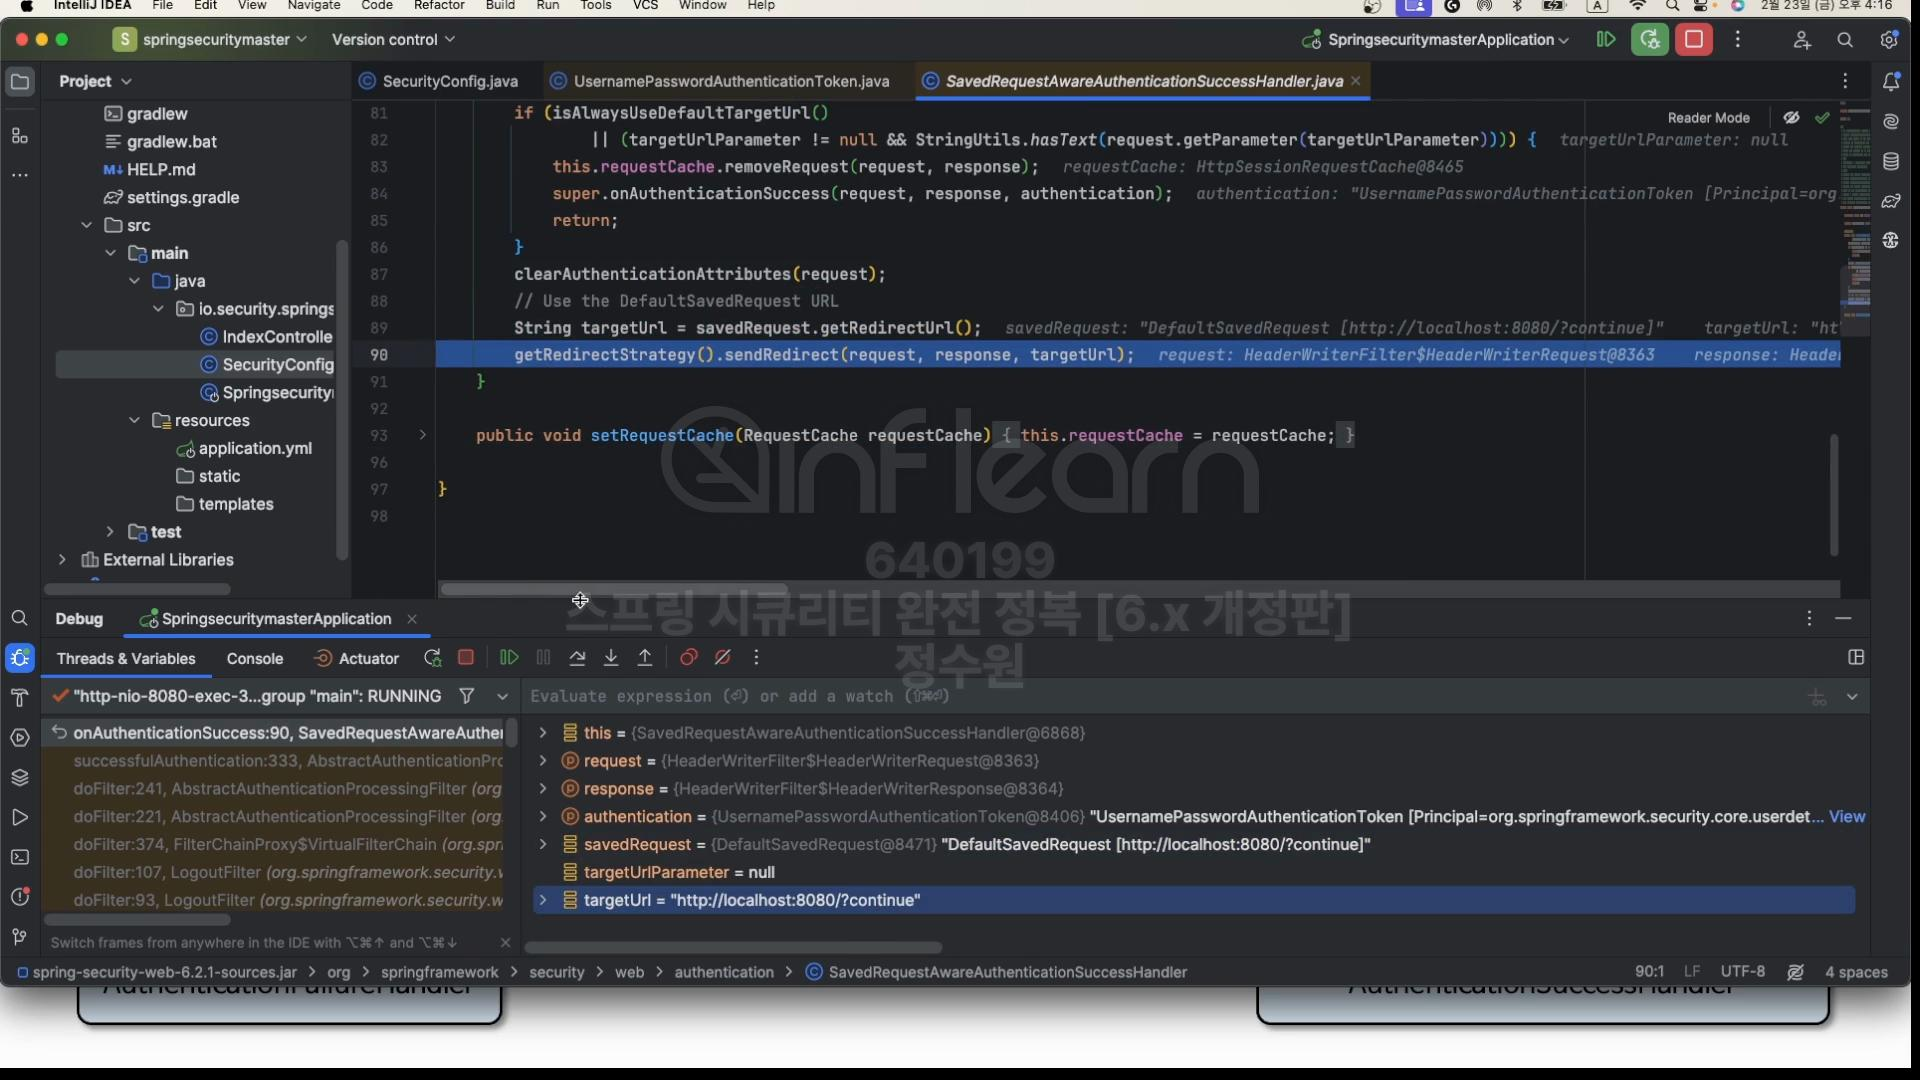 IntelliJ IDEA File Edit View Navigate Code Refactor Build Run Tools VCS Window Help A 2월 23일 (금) 오후 4:16
S springsecuritymaster Version control SpringsecuritymasterApplication
Project SecurityConfig.java UsernamePasswordAuthenticationToken.java SavedRequestAwareAuthenticationSuccessHandler.java
Reader Mode
gradlew
gradlew.bat
M↓ HELP.md
settings.gradle
src
main
java
io.security.springs
IndexControlle
SecurityConfig
Springsecurity
resources
application.yml
static
templates
test
External Libraries
81 if (isAlwaysUseDefaultTargetUrl()
82 || (targetUrlParameter != null && StringUtils.hasText(request.getParameter(targetUrlParameter)))) { targetUrlParameter: null
83 this.requestCache.removeRequest(request, response); requestCache: HttpSessionRequestCache@8465
84 super.onAuthenticationSuccess(request, response, authentication); authentication: "UsernamePasswordAuthenticationToken [Principal=org
85 return;
86 }
87 clearAuthenticationAttributes(request);
88 // Use the DefaultSavedRequest URL
89 String targetUrl = savedRequest.getRedirectUrl(); savedRequest: "DefaultSavedRequest [http://localhost:8080/?continue]" targetUrl: "ht
90 getRedirectStrategy().sendRedirect(request, response, targetUrl); request: HeaderWriterFilter$HeaderWriterRequest@8363 response: Header
91 }
92
93 public void setRequestCache(RequestCache requestCache) { this.requestCache = requestCache; }
96
97 }
98
inflearn
640199
스프링 시큐리티 완전 정복 [6.x 개정판]
정수원
Debug SpringsecuritymasterApplication
Threads & Variables Console Actuator
"http-nio-8080-exec-3...group "main": RUNNING
Evaluate expression (⏎) or add a watch (⇧⌘⏎)
onAuthenticationSuccess:90, SavedRequestAwareAuthen
successfulAuthentication:333, AbstractAuthenticationPro
doFilter:241, AbstractAuthenticationProcessingFilter (org
doFilter:221, AbstractAuthenticationProcessingFilter (org.
doFilter:374, FilterChainProxy$VirtualFilterChain (org.spr
doFilter:107, LogoutFilter (org.springframework.security.w
doFilter:93, LogoutFilter (org.springframework.security.w
Switch frames from anywhere in the IDE with ⌥⌘↑ and ⌥⌘↓
this = {SavedRequestAwareAuthenticationSuccessHandler@6868}
request = {HeaderWriterFilter$HeaderWriterRequest@8363}
response = {HeaderWriterFilter$HeaderWriterResponse@8364}
authentication = {UsernamePasswordAuthenticationToken@8406} "UsernamePasswordAuthenticationToken [Principal=org.springframework.security.core.userdet... View
savedRequest = {DefaultSavedRequest@8471} "DefaultSavedRequest [http://localhost:8080/?continue]"
targetUrlParameter = null
targetUrl = "http://localhost:8080/?continue"
spring-security-web-6.2.1-sources.jar > org > springframework > security > web > authentication > SavedRequestAwareAuthenticationSuccessHandler 90:1 LF UTF-8 4 spaces
AuthenticationFailureHandler AuthenticationSuccessHandler